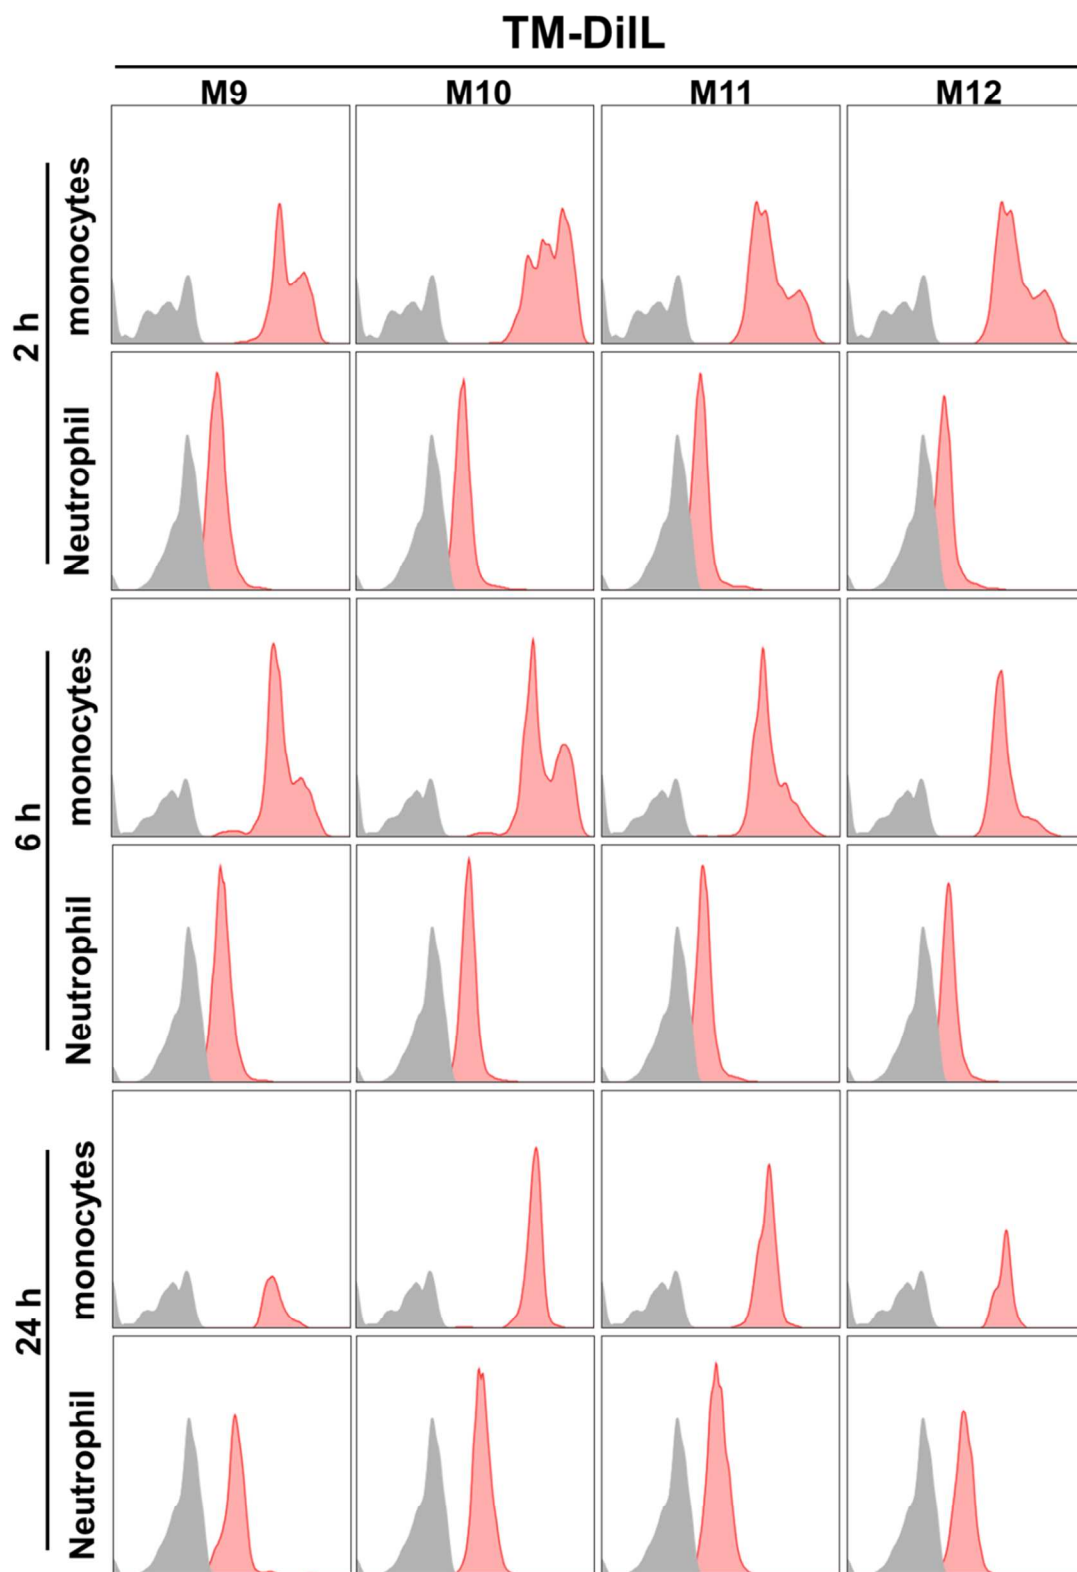 TM-DiIL
M9 M10 M11 M12
2 h
monocytes
Neutrophil
6 h
monocytes
Neutrophil
24 h
monocytes
Neutrophil